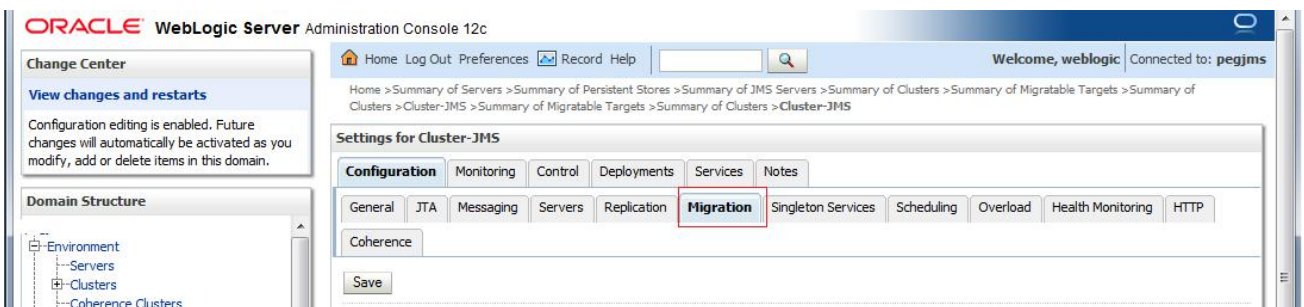 ORACLE WebLogic Server Administration Console 12c
Change Center
View changes and restarts
Configuration editing is enabled. Future
changes will automatically be activated as you
modify, add or delete items in this domain.
Domain Structure
Environment
Servers
Clusters
Coherence Clusters
Home Log Out Preferences Record Help
Welcome, weblogic Connected to: pegjms
Home >Summary of Servers >Summary of Persistent Stores >Summary of JMS Servers >Summary of Clusters >Summary of Migratable Targets >Summary of
Clusters >Cluster-JMS >Summary of Migratable Targets >Summary of Clusters >Cluster-JMS
Settings for Cluster-JMS
Configuration Monitoring Control Deployments Services Notes
General JTA Messaging Servers Replication Migration Singleton Services Scheduling Overload Health Monitoring HTTP
Coherence
Save